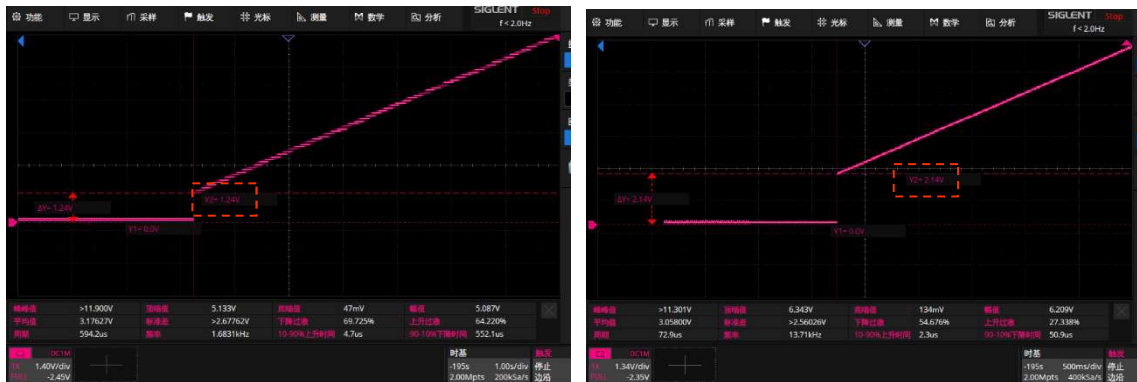 功能 显示 采样 触发 光标 测量 数学 分析 SIGLENT Stop
f < 2.0Hz
ΔY= 1.24V
Y2= 1.24V
Y1= 0.0V
峰峰值 >11.900V 顶端值 5.133V 底端值 47mV 幅值 5.087V
平均值 3.17627V 标准差 >2.67762V 下降过激 69.725% 上升过激 64.220%
周期 594.2us 频率 1.6831kHz 10-90%上升时间 4.7us 90-10%下降时间 552.1us
C2 DC1M
1X 1.40V/div
FULL -2.45V
时基
-195s 1.00s/div
2.00Mpts 200kSa/s
触发
停止
边沿
功能 显示 采样 触发 光标 测量 数学 分析 SIGLENT Stop
f < 2.0Hz
ΔY= 2.14V
Y2= 2.14V
Y1= 0.0V
峰峰值 >11.301V 顶端值 6.343V 底端值 134mV 幅值 6.209V
平均值 3.05800V 标准差 >2.56026V 下降过激 54.676% 上升过激 27.338%
周期 72.9us 频率 13.71kHz 10-90%上升时间 2.3us 90-10%下降时间 50.9us
C2 DC1M
1X 1.34V/div
FULL -2.35V
时基
-195s 500ms/div
2.00Mpts 400kSa/s
触发
停止
边沿